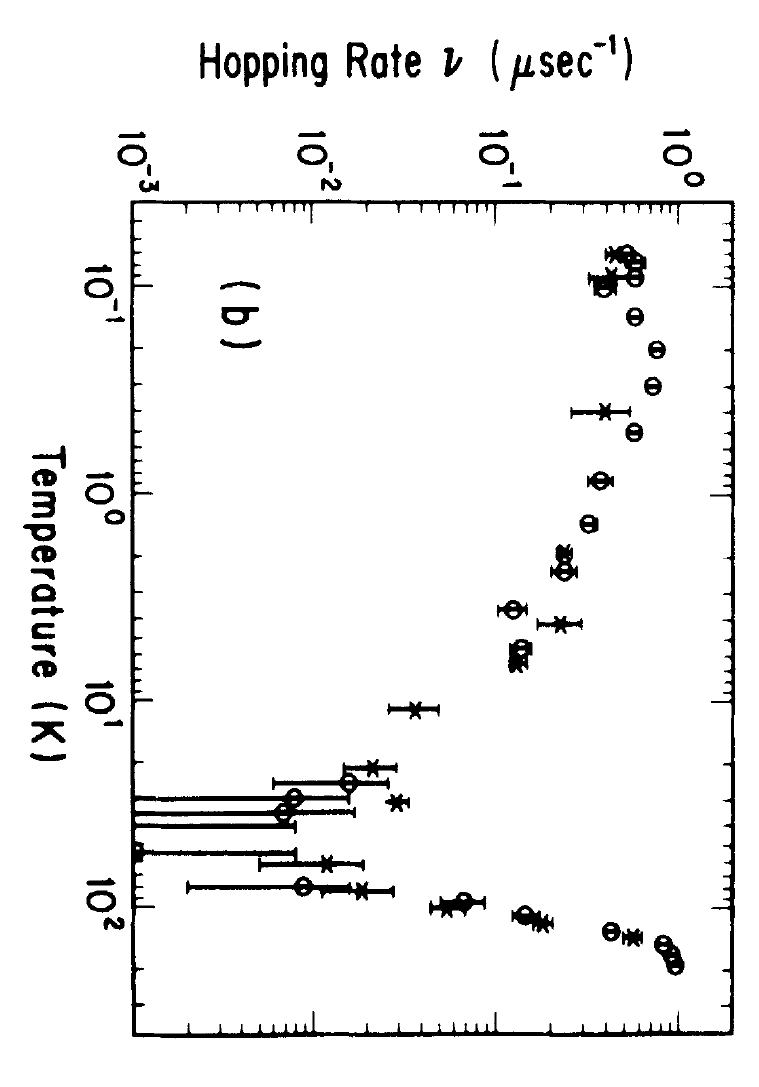 Hopping Rate ν (μsec⁻¹)
10⁻³ 10⁻² 10⁻¹ 10⁰
(b)
10⁻¹ 10⁰ 10¹ 10²
Temperature (K)